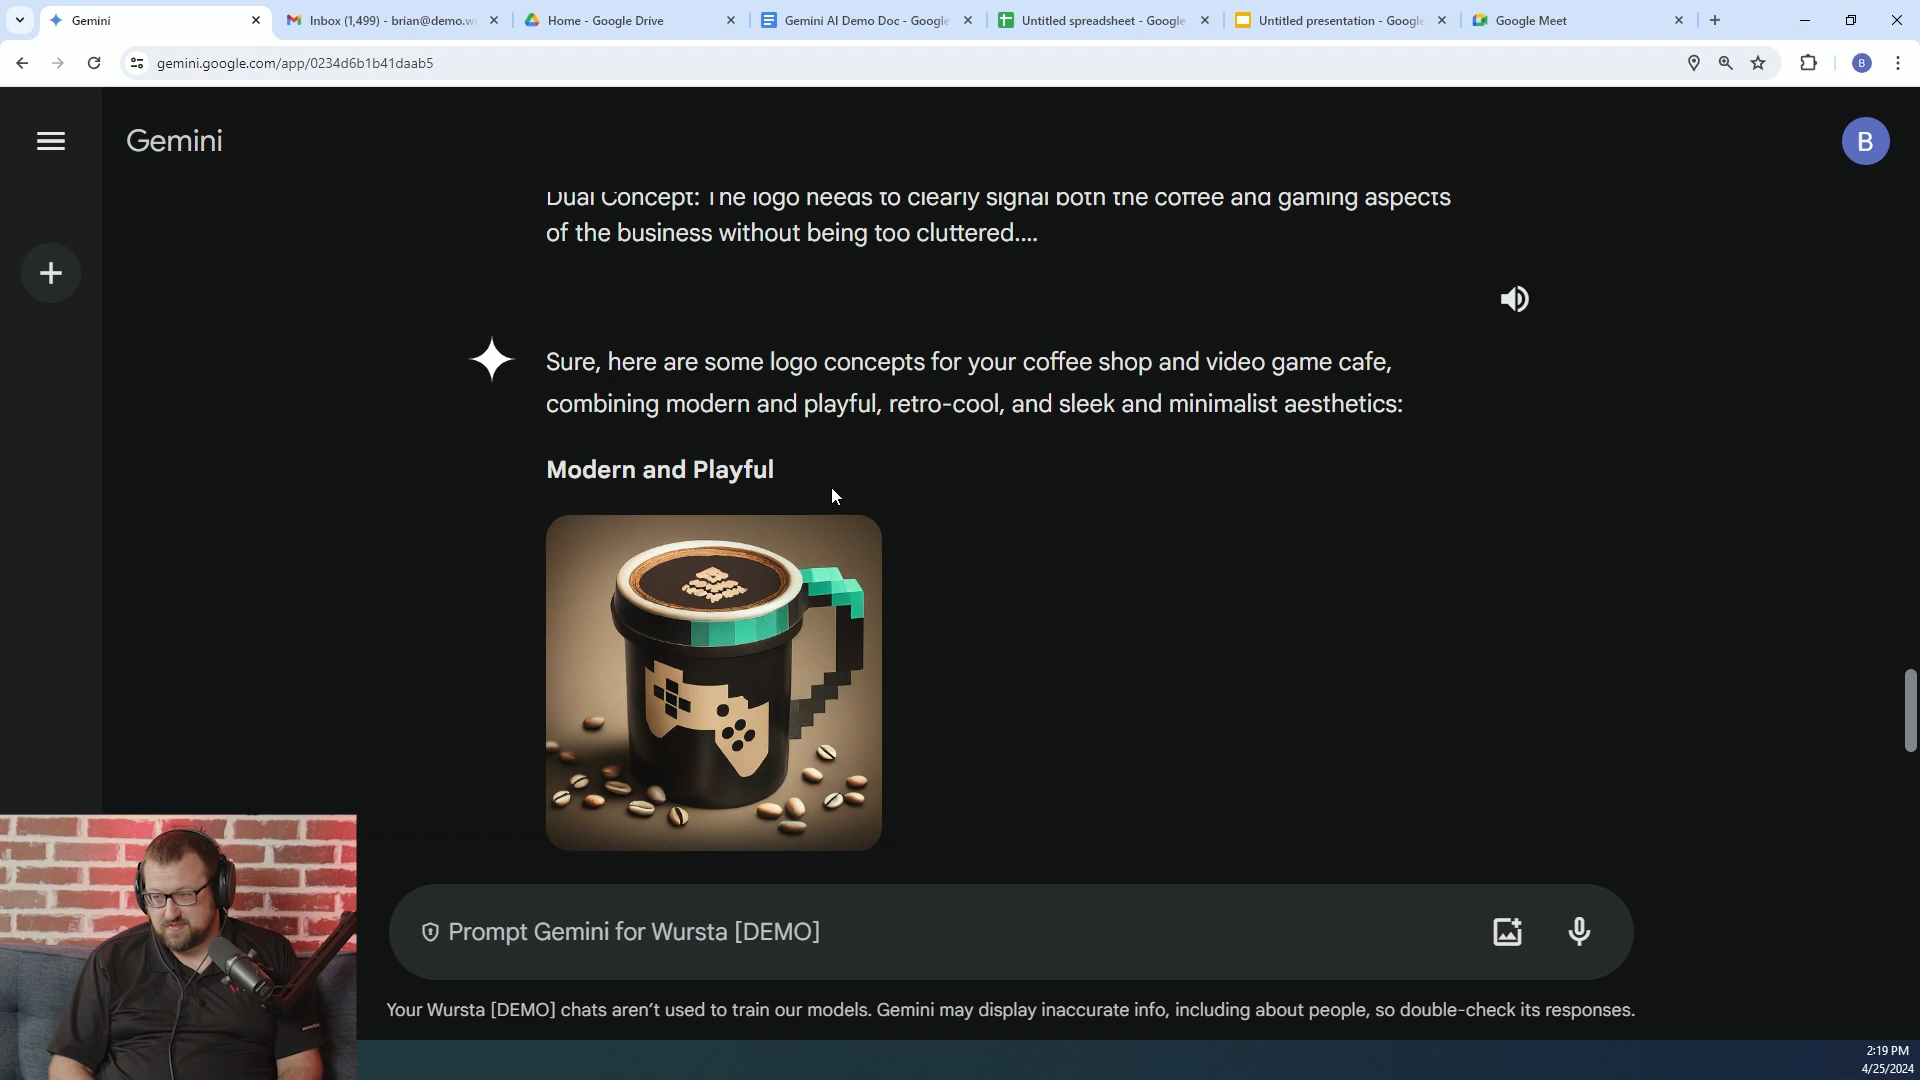 Gemini
Inbox (1,499) - brian@demo.w
Home - Google Drive
Gemini AI Demo Doc - Google
Untitled spreadsheet - Google
Untitled presentation - Google
Google Meet
gemini.google.com/app/0234d6b1b41daab5
B
Gemini
B
Dual Concept: The logo needs to clearly signal both the coffee and gaming aspects
of the business without being too cluttered....
Sure, here are some logo concepts for your coffee shop and video game cafe,
combining modern and playful, retro-cool, and sleek and minimalist aesthetics:
Modern and Playful
Prompt Gemini for Wursta [DEMO]
Your Wursta [DEMO] chats aren't used to train our models. Gemini may display inaccurate info, including about people, so double-check its responses.
2:19 PM
4/25/2024